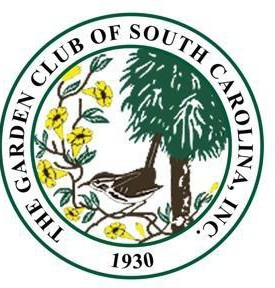 THE GARDEN CLUB OF SOUTH CAROLINA, INC.
1930